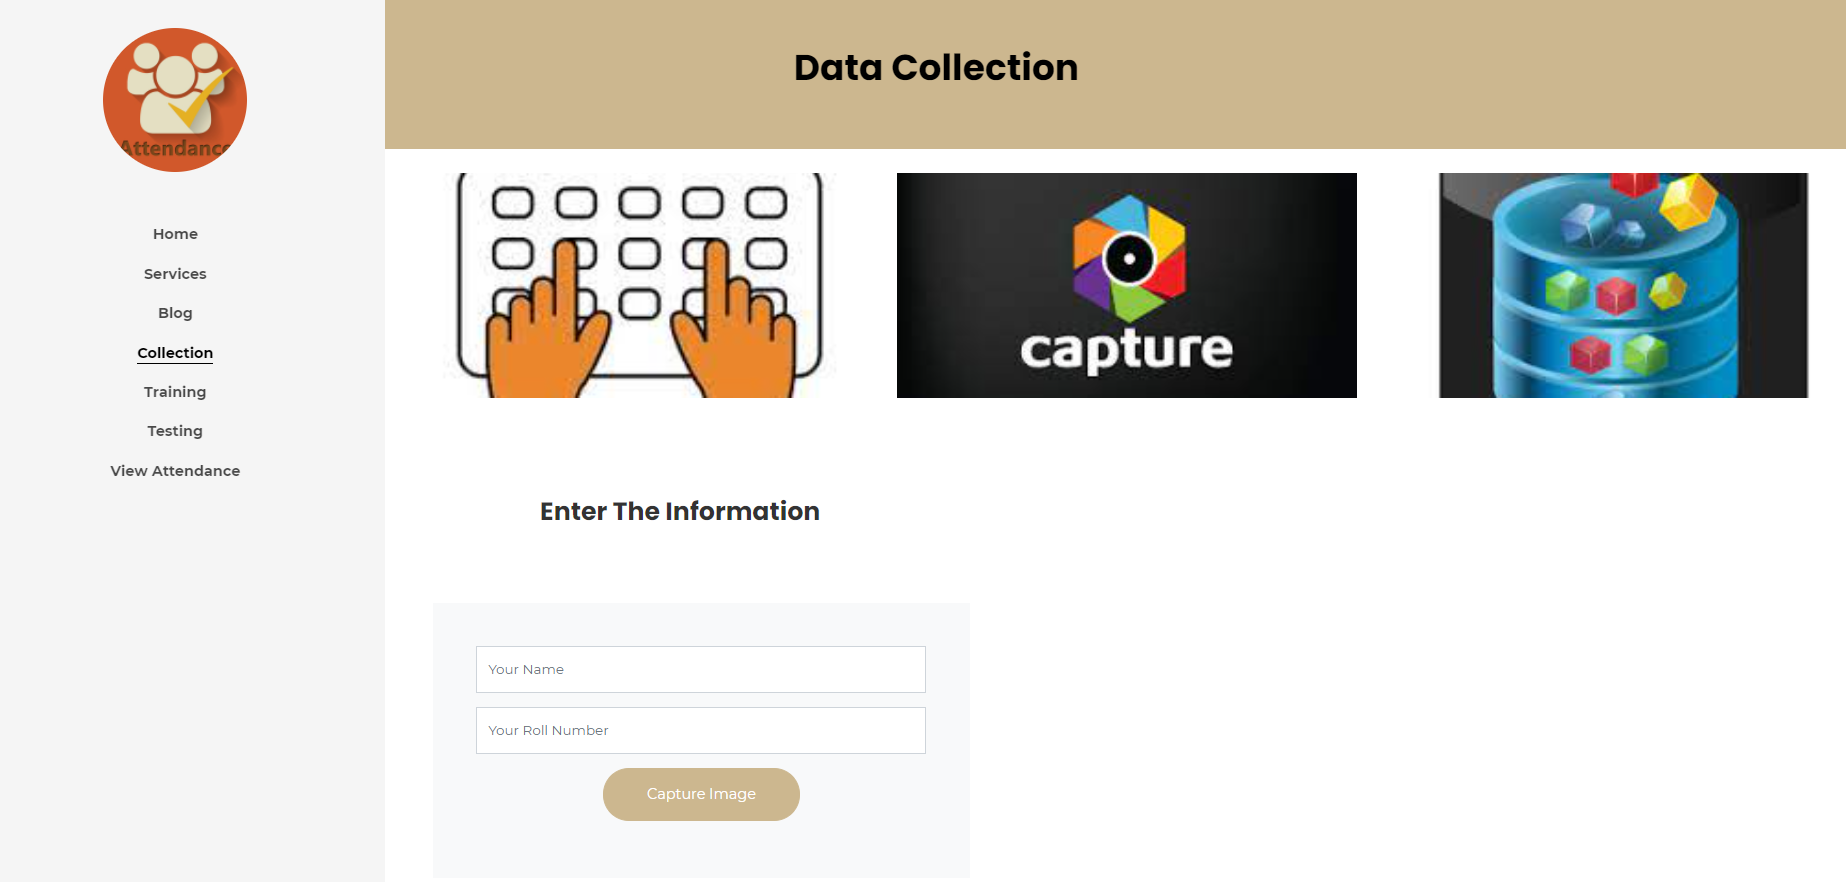 Attendance
Home
Services
Blog
Collection
Training
Testing
View Attendance
Data Collection
capture
Enter The Information
Your Name
Your Roll Number
Capture Image